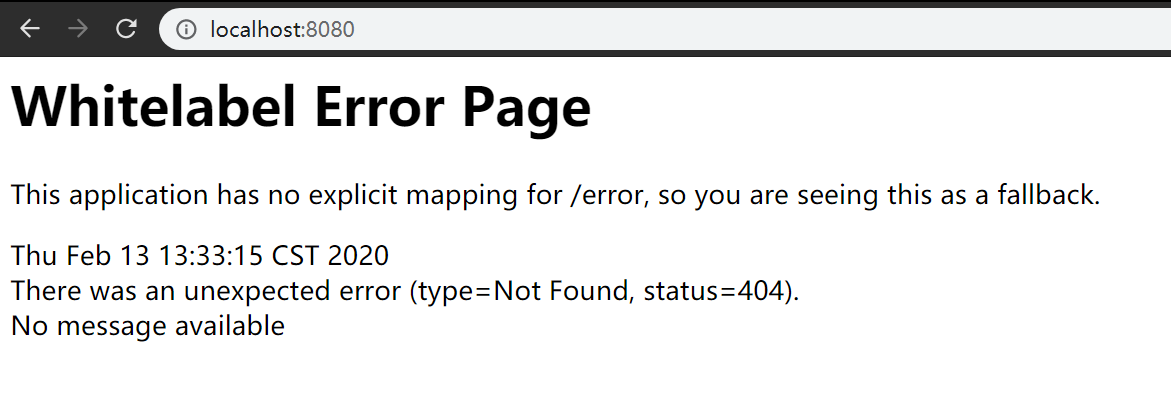 localhost:8080
Whitelabel Error Page
This application has no explicit mapping for /error, so you are seeing this as a fallback.
Thu Feb 13 13:33:15 CST 2020
There was an unexpected error (type=Not Found, status=404).
No message available